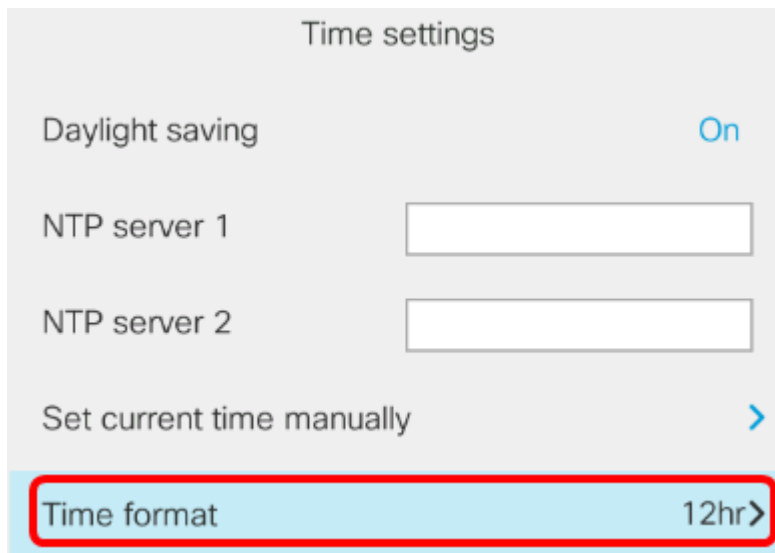 Time settings
Daylight saving On
NTP server 1
NTP server 2
Set current time manually
Time format 12hr